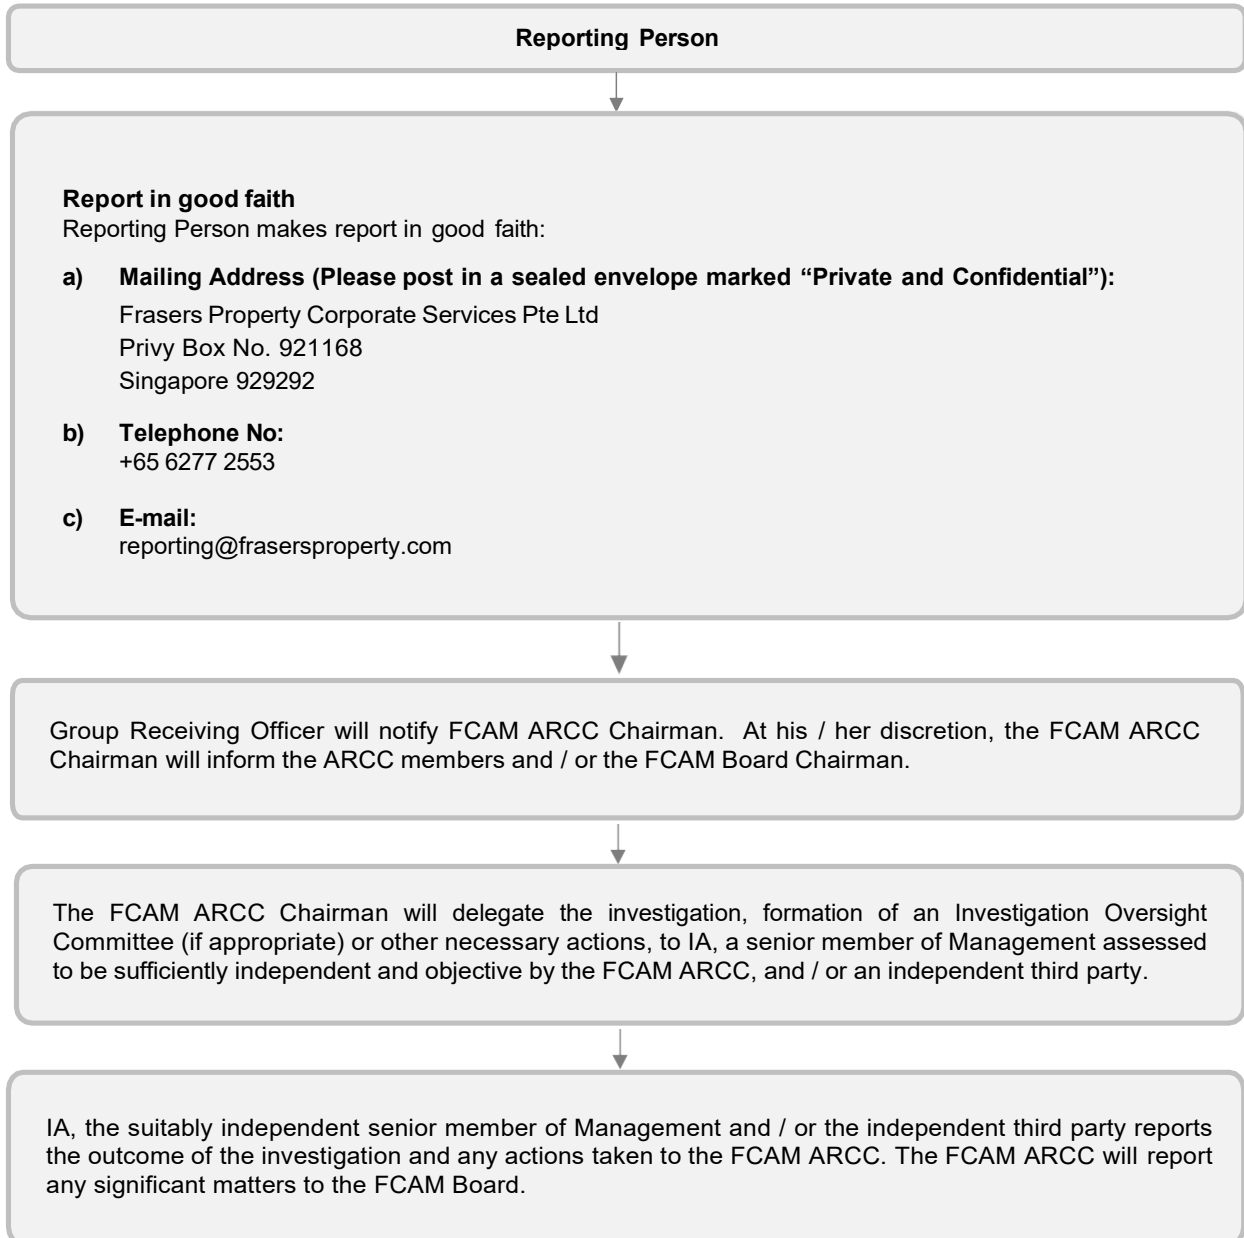 Reporting Person
Report in good faith
Reporting Person makes report in good faith:
a) Mailing Address (Please post in a sealed envelope marked “Private and Confidential”):
Frasers Property Corporate Services Pte Ltd
Privy Box No. 921168
Singapore 929292
b) Telephone No:
+65 6277 2553
c) E-mail:
reporting@frasersproperty.com
Group Receiving Officer will notify FCAM ARCC Chairman. At his / her discretion, the FCAM ARCC
Chairman will inform the ARCC members and / or the FCAM Board Chairman.
The FCAM ARCC Chairman will delegate the investigation, formation of an Investigation Oversight
Committee (if appropriate) or other necessary actions, to IA, a senior member of Management assessed
to be sufficiently independent and objective by the FCAM ARCC, and / or an independent third party.
IA, the suitably independent senior member of Management and / or the independent third party reports
the outcome of the investigation and any actions taken to the FCAM ARCC. The FCAM ARCC will report
any significant matters to the FCAM Board.